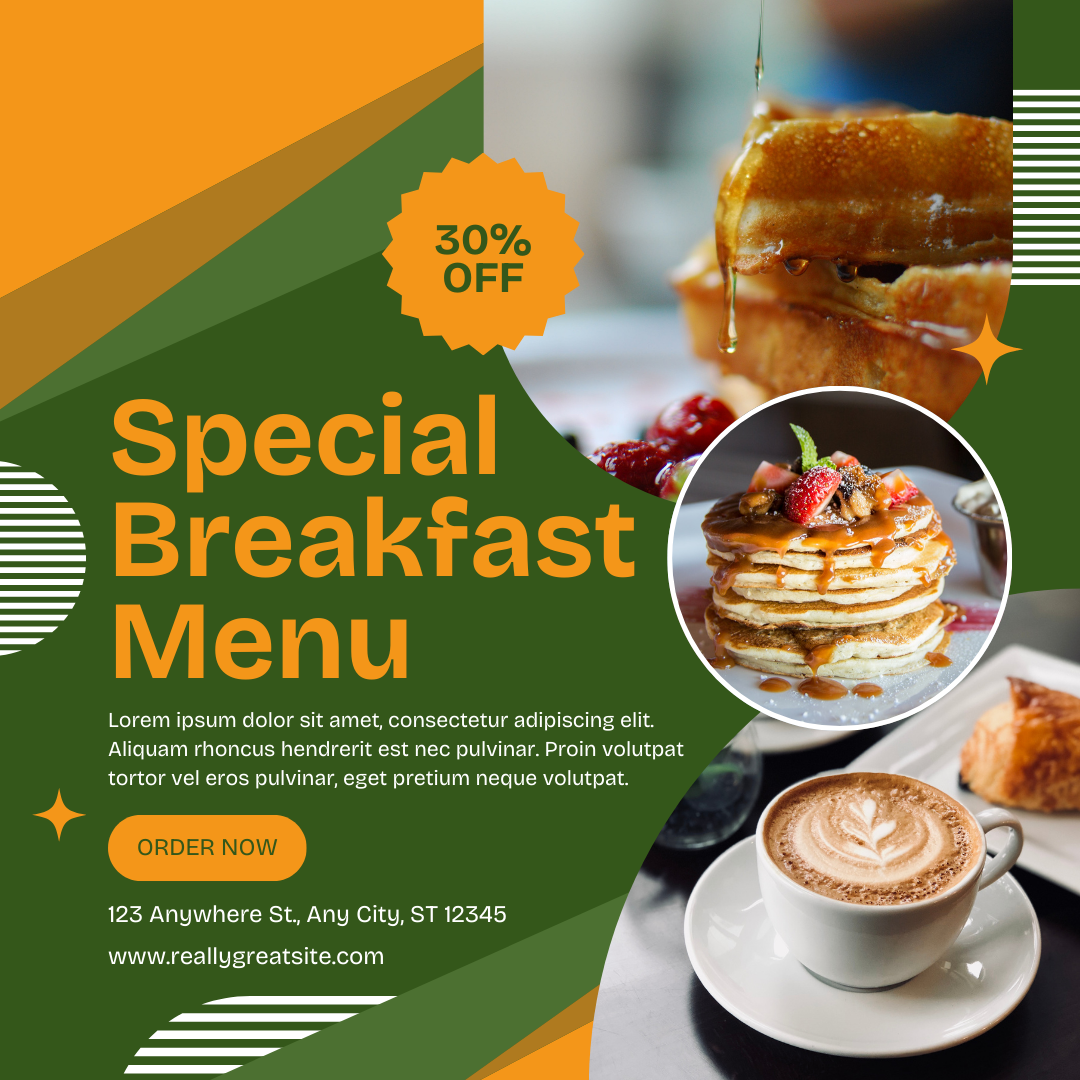 30%
OFF
Special
Breakfast
Menu
Lorem ipsum dolor sit amet, consectetur adipiscing elit.
Aliquam rhoncus hendrerit est nec pulvinar. Proin volutpat
tortor vel eros pulvinar, eget pretium neque volutpat.
ORDER NOW
123 Anywhere St., Any City, ST 12345
www.reallygreatsite.com